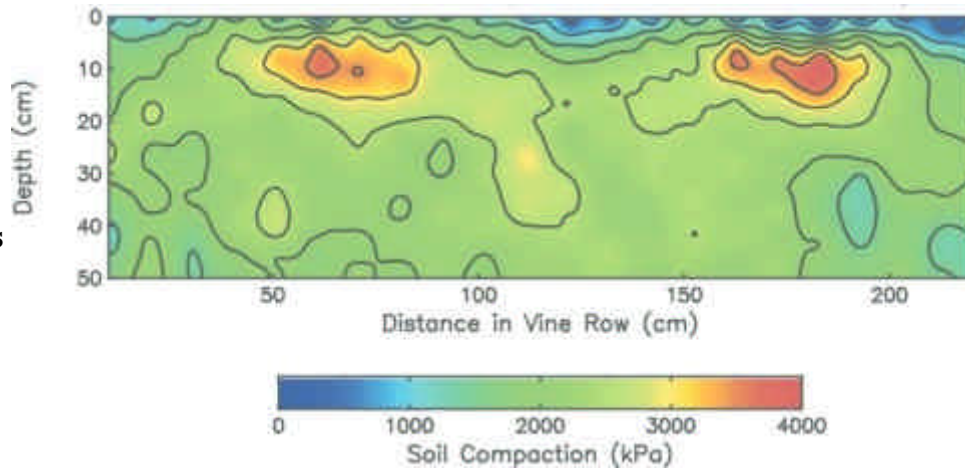 0
10
20
30
40
50
Depth (cm)
s
50 100 150 200
Distance in Vine Row (cm)
0 1000 2000 3000 4000
Soil Compaction (kPa)